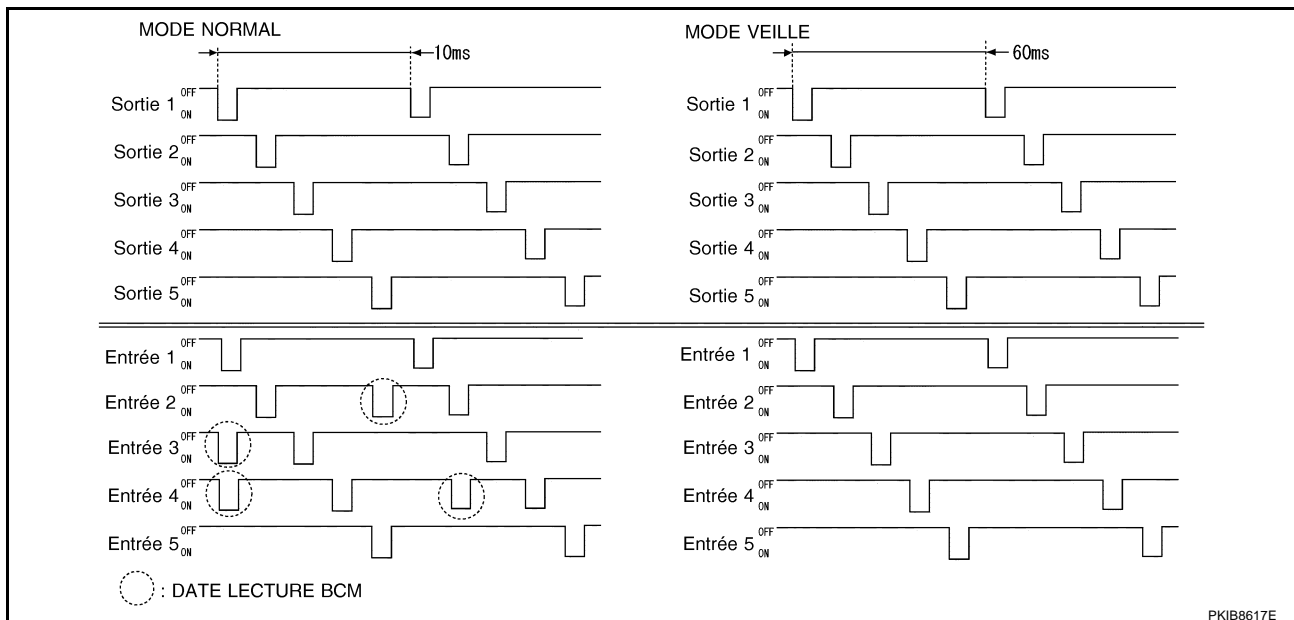 MODE NORMAL
10ms
Sortie 1 OFF ON
Sortie 2 OFF ON
Sortie 3 OFF ON
Sortie 4 OFF ON
Sortie 5 OFF ON
MODE VEILLE
60ms
Sortie 1 OFF ON
Sortie 2 OFF ON
Sortie 3 OFF ON
Sortie 4 OFF ON
Sortie 5 OFF ON
Entrée 1 OFF ON
Entrée 2 OFF ON
Entrée 3 OFF ON
Entrée 4 OFF ON
Entrée 5 OFF ON
Entrée 1 OFF ON
Entrée 2 OFF ON
Entrée 3 OFF ON
Entrée 4 OFF ON
Entrée 5 OFF ON
: DATE LECTURE BCM
PKIB8617E